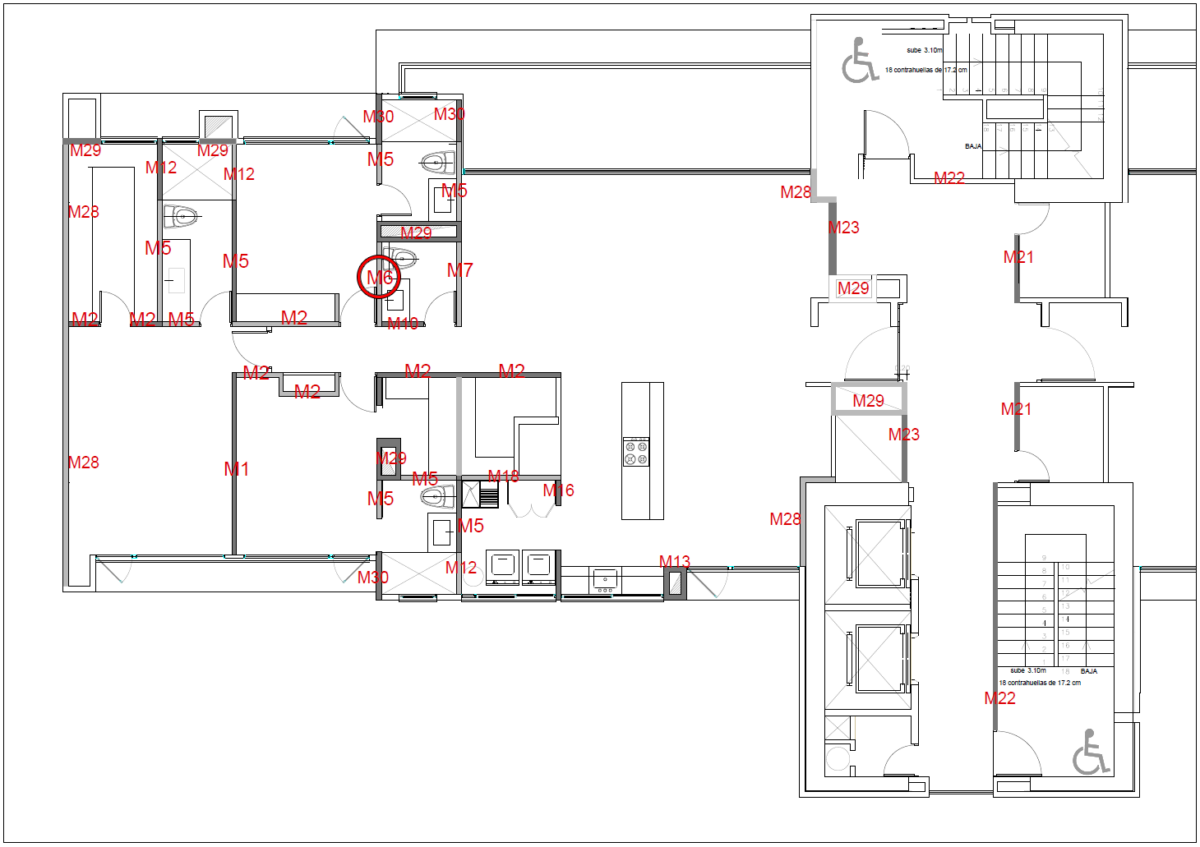 sube 3.10m
18 contrahuellas de 17.2 cm
BAJA
M30
M30
M29
M12
M29
M12
M5
M5
M28
M28
M22
M23
M29
M5
M5
M7
M6
M21
M29
M2
M2
M5
M2
M10
M2
M2
M2
M2
M29
M21
M23
M28
M1
M29
M5
M18
M16
M5
M5
M28
M30
M12
M13
9
10
8
11
7
12
6
13
5
14
4
15
3
16
2
17
1
18
sube 3.10m
BAJA
18 contrahuellas de 17.2 cm
M22